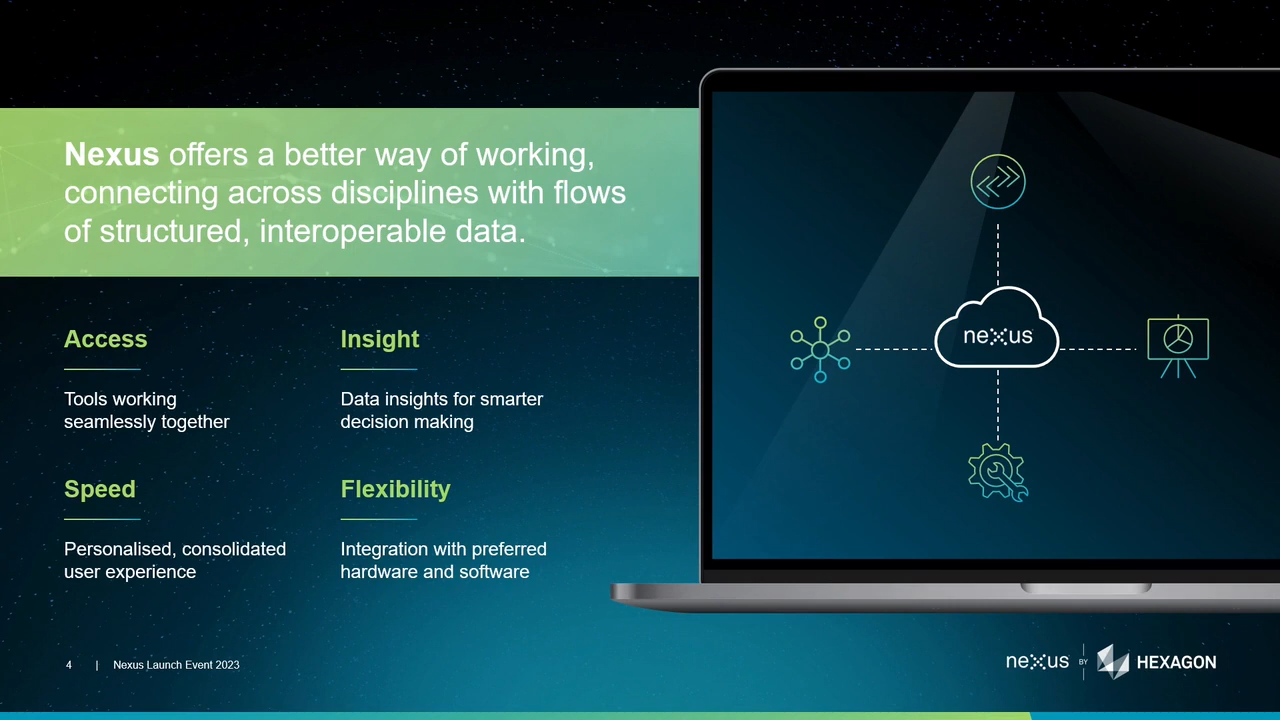 Nexus offers a better way of working,
connecting across disciplines with flows
of structured, interoperable data.
Access
Tools working
seamlessly together
Insight
Data insights for smarter
decision making
Speed
Personalised, consolidated
user experience
Flexibility
Integration with preferred
hardware and software
nexus
4 | Nexus Launch Event 2023
nexus BY HEXAGON